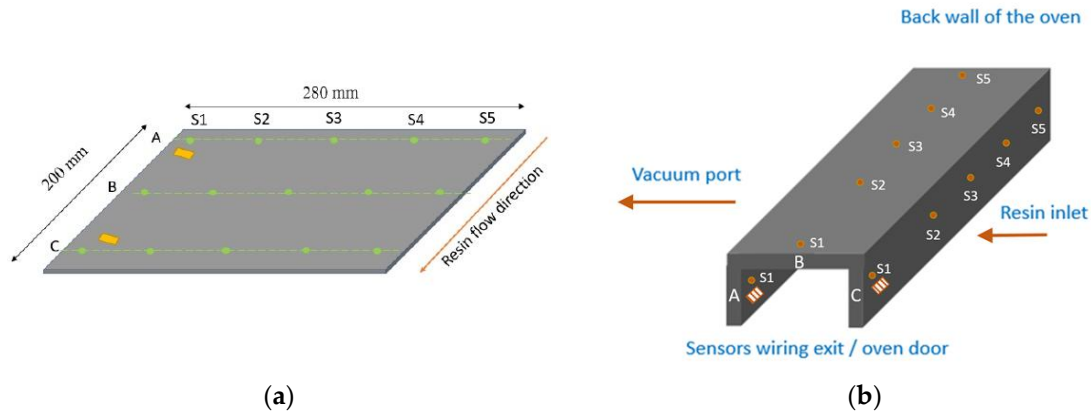 280 mm
S1 S2 S3 S4 S5
A
200 mm
B
C
Resin flow direction
(a)
Back wall of the oven
S5
S4
S5
S3
S4
Vacuum port
S2
S3
Resin inlet
S2
S1
B
S1
S1
A
C
Sensors wiring exit / oven door
(b)